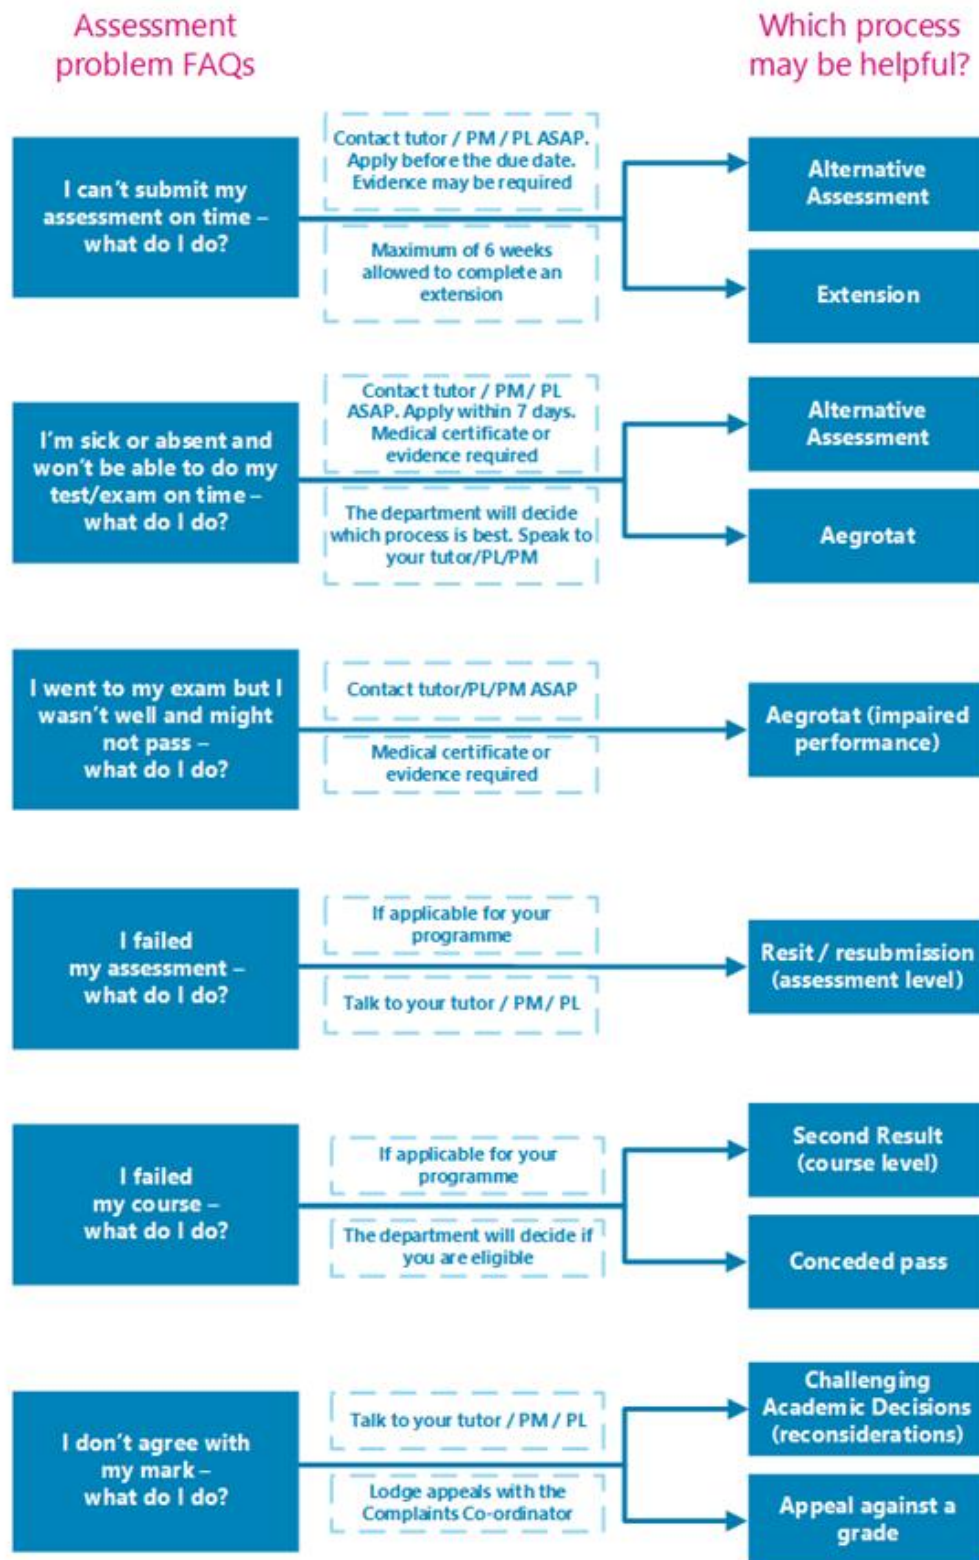 Assessment
problem FAQs
Which process
may be helpful?
I can't submit my
assessment on time –
what do I do?
Contact tutor / PM / PL ASAP.
Apply before the due date.
Evidence may be required
Maximum of 6 weeks
allowed to complete an
extension
Alternative
Assessment
Extension
I'm sick or absent and
won't be able to do my
test/exam on time –
what do I do?
Contact tutor / PM / PL
ASAP. Apply within 7 days.
Medical certificate or
evidence required
The department will decide
which process is best. Speak to
your tutor/PL/PM
Alternative
Assessment
Aegrotat
I went to my exam but I
wasn't well and might
not pass –
what do I do?
Contact tutor/PL/PM ASAP
Medical certificate or
evidence required
Aegrotat (impaired
performance)
I failed
my assessment –
what do I do?
If applicable for your
programme
Talk to your tutor / PM / PL
Resit / resubmission
(assessment level)
I failed
my course –
what do I do?
If applicable for your
programme
The department will decide if
you are eligible
Second Result
(course level)
Conceded pass
I don't agree with
my mark –
what do I do?
Talk to your tutor / PM / PL
Lodge appeals with the
Complaints Co-ordinator
Challenging
Academic Decisions
(reconsiderations)
Appeal against a
grade